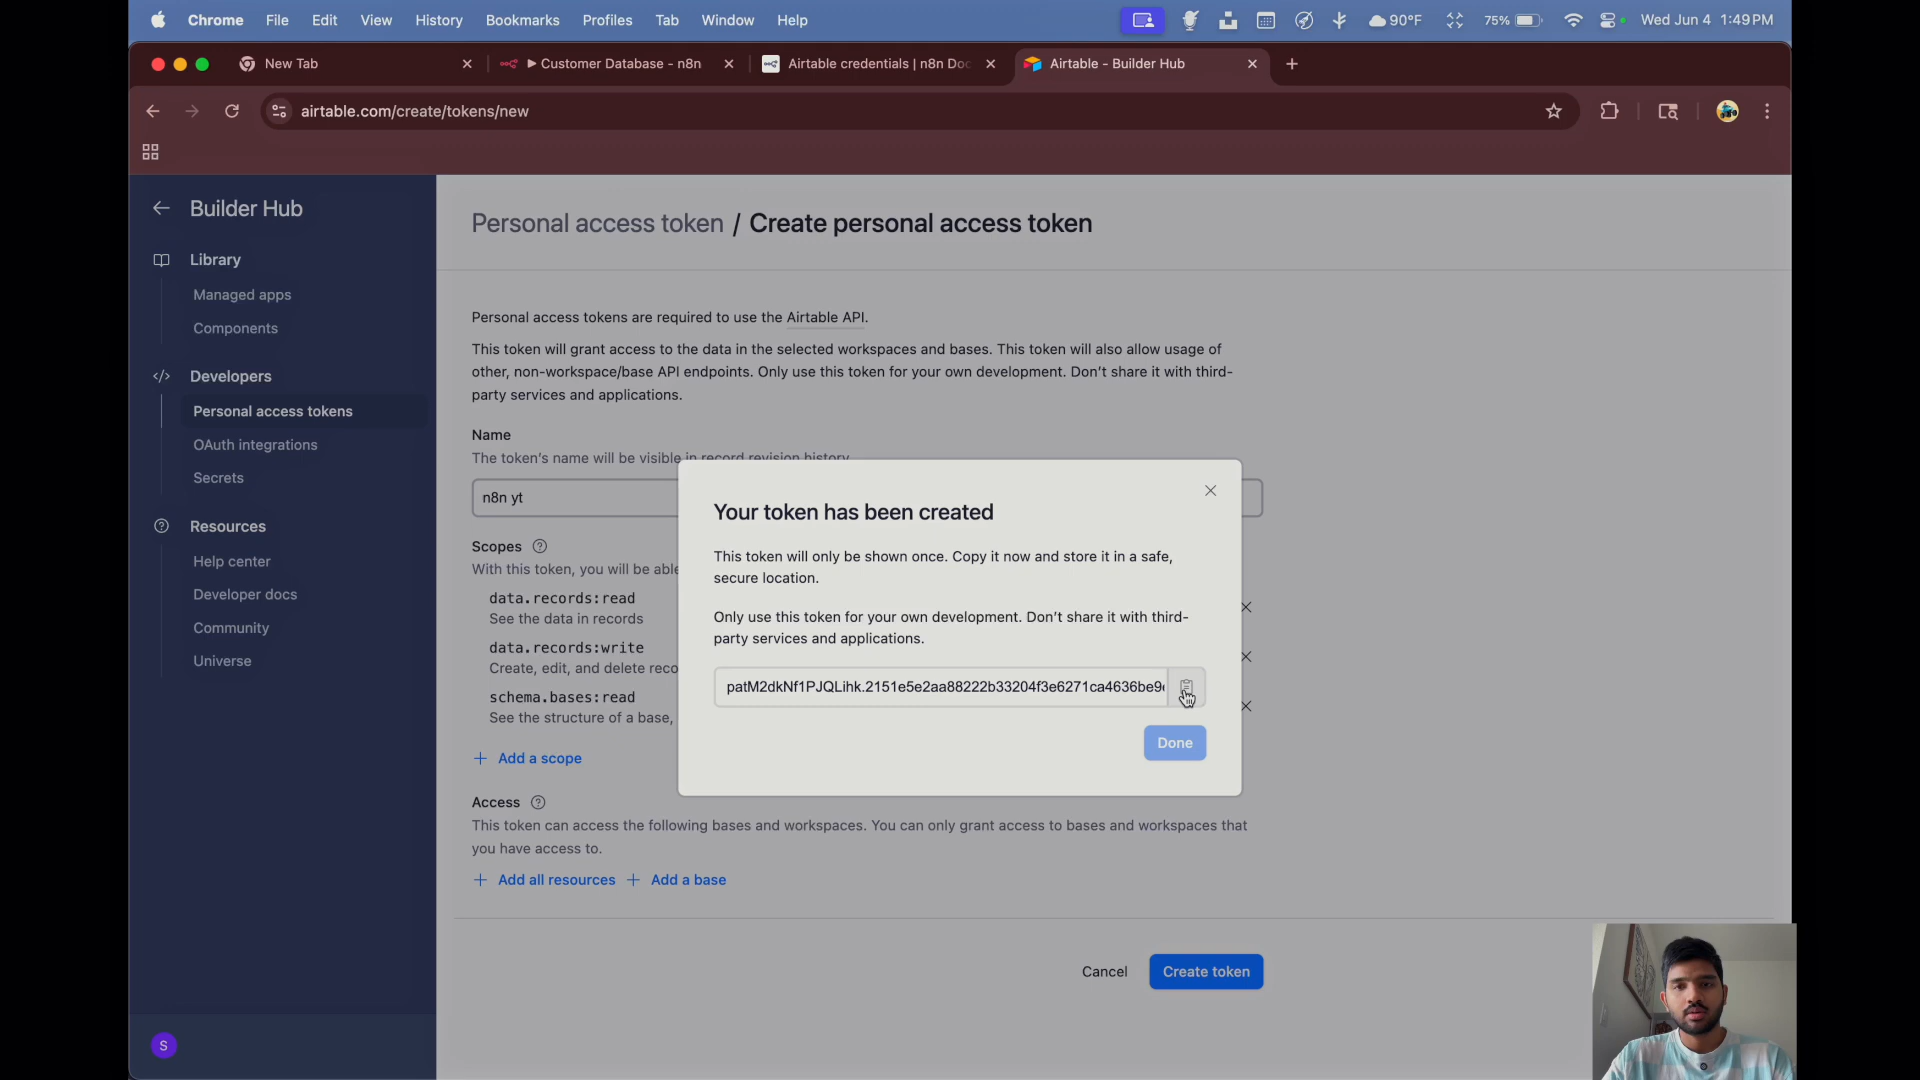 Chrome File Edit View History Bookmarks Profiles Tab Window Help 90°F 75% Wed Jun 4 1:49 PM
New Tab Customer Database - n8n Airtable credentials | n8n Doc Airtable - Builder Hub
airtable.com/create/tokens/new
Builder Hub
Library
Managed apps
Components
Developers
Personal access tokens
OAuth integrations
Secrets
Resources
Help center
Developer docs
Community
Universe
S
Personal access token / Create personal access token
Personal access tokens are required to use the Airtable API.
This token will grant access to the data in the selected workspaces and bases. This token will also allow usage of
other, non-workspace/base API endpoints. Only use this token for your own development. Don't share it with third-
party services and applications.
Name
The token's name will be visible in record revision history.
n8n yt
Scopes
With this token, you will be able
data.records:read
See the data in records
data.records:write
Create, edit, and delete reco
schema.bases:read
See the structure of a base,
+ Add a scope
Access
This token can access the following bases and workspaces. You can only grant access to bases and workspaces that
you have access to.
+ Add all resources + Add a base
Cancel Create token
Your token has been created
This token will only be shown once. Copy it now and store it in a safe,
secure location.
Only use this token for your own development. Don't share it with third-
party services and applications.
patM2dkNf1PJQLihk.2151e5e2aa88222b33204f3e6271ca4636be9
Done